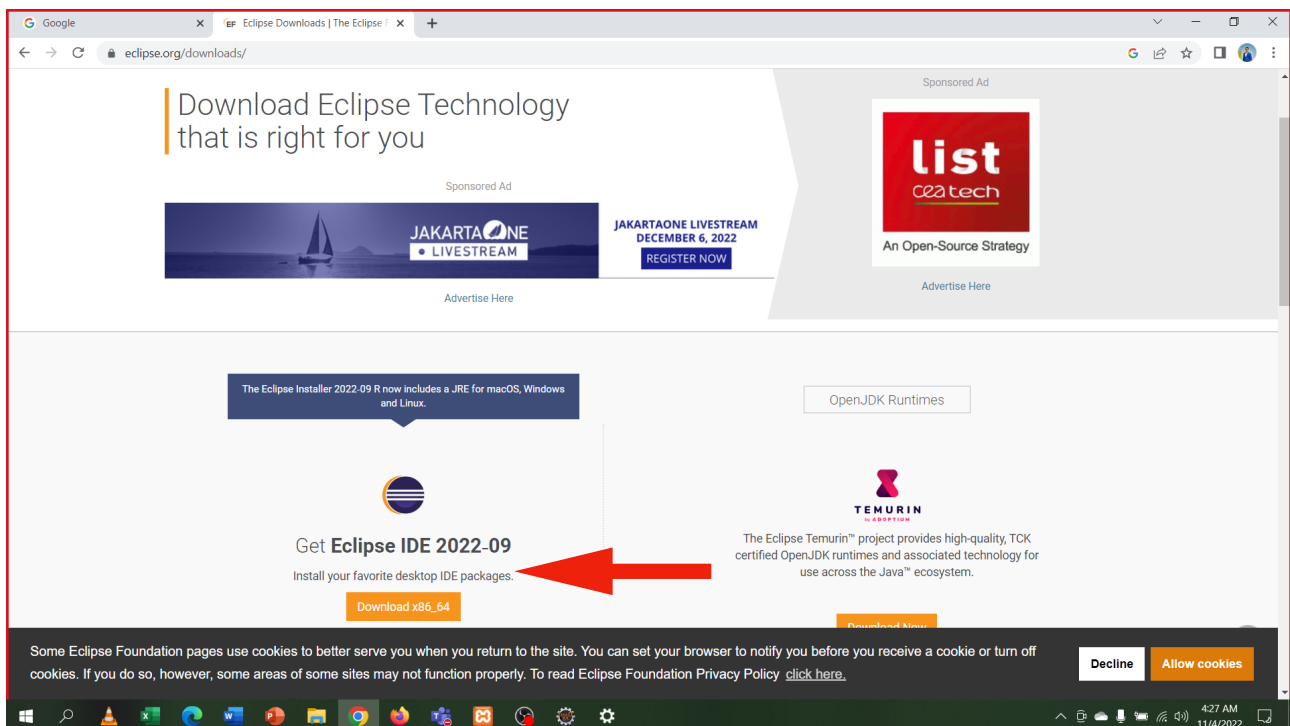 Google
EF Eclipse Downloads | The Eclipse F
eclipse.org/downloads/
Download Eclipse Technology
that is right for you
Sponsored Ad
JAKARTA ONE
• LIVESTREAM
JAKARTAONE LIVESTREAM
DECEMBER 6, 2022
REGISTER NOW
Advertise Here
Sponsored Ad
list
ceatech
An Open-Source Strategy
Advertise Here
The Eclipse Installer 2022-09 R now includes a JRE for macOS, Windows
and Linux.
Get Eclipse IDE 2022-09
Install your favorite desktop IDE packages.
Download x86_64
OpenJDK Runtimes
TEMURIN
by ADOPTIUM
The Eclipse Temurin™ project provides high-quality, TCK
certified OpenJDK runtimes and associated technology for
use across the Java™ ecosystem.
Download Now
Some Eclipse Foundation pages use cookies to better serve you when you return to the site. You can set your browser to notify you before you receive a cookie or turn off
cookies. If you do so, however, some areas of some sites may not function properly. To read Eclipse Foundation Privacy Policy click here.
Decline
Allow cookies
4:27 AM
11/4/2022